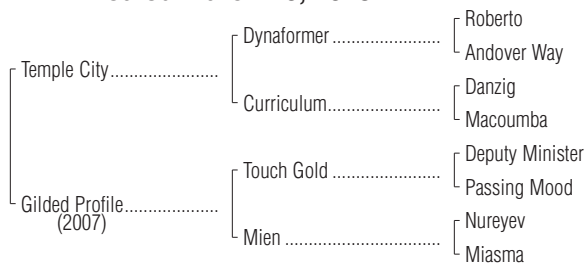 Roberto
Dynaformer
Andover Way
Temple City
Danzig
Curriculum
Macoumba
Deputy Minister
Touch Gold
Passing Mood
Gilded Profile
(2007)
Nureyev
Mien
Miasma